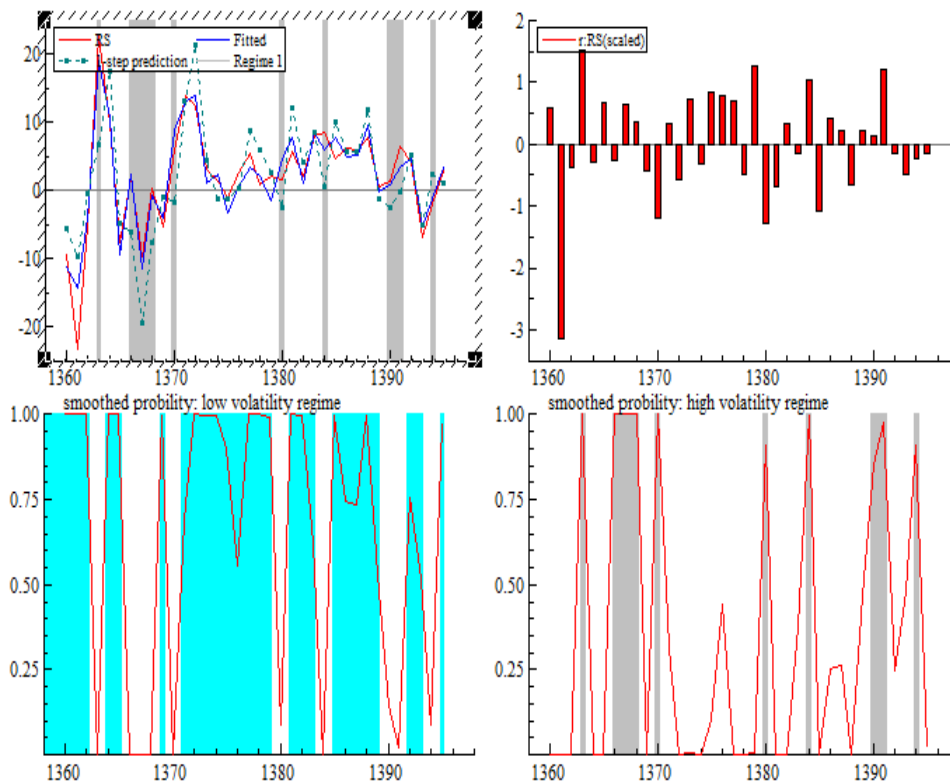 RS Fitted
1-step prediction Regime 1
20
10
0
-10
-20
1360 1370 1380 1390
r:RS(scaled)
2
1
0
-1
-2
-3
1360 1370 1380 1390
smoothed probility: low volatility regime
1.00
0.75
0.50
0.25
1360 1370 1380 1390
smoothed probility: high volatility regime
1.00
0.75
0.50
0.25
1360 1370 1380 1390